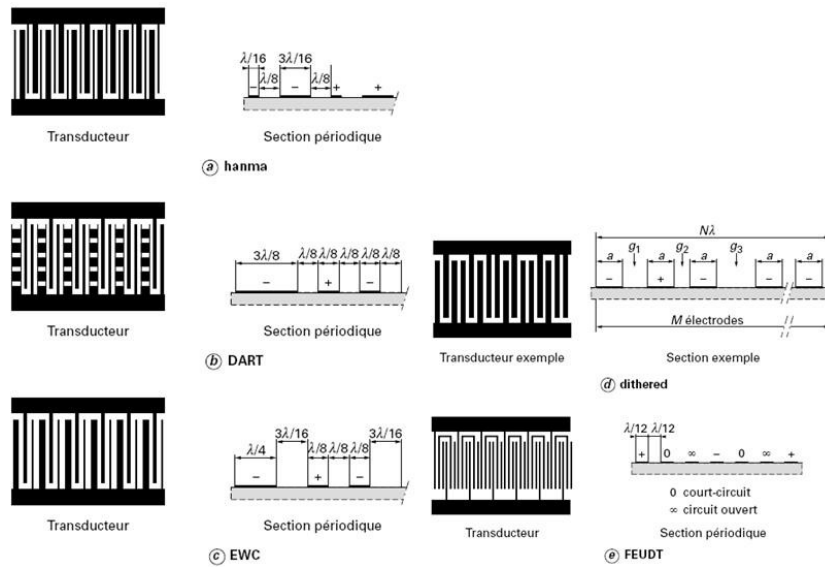 λ/16 3λ/16
λ/8 λ/8
− − + +
Transducteur
Section périodique
a hanma
3λ/8 λ/8 λ/8 λ/8 λ/8 λ/8
− + −
Transducteur
Section périodique
b DART
Nλ
g1 g2 g3
a a a a a
− + − − −
M électrodes
Transducteur exemple
Section exemple
d dithered
λ/4 3λ/16 λ/8 λ/8 λ/8 3λ/16
− + −
Transducteur
Section périodique
c EWC
λ/12 λ/12
+ 0 ∞ − 0 ∞ +
0 court-circuit
∞ circuit ouvert
Transducteur
Section périodique
e FEUDT